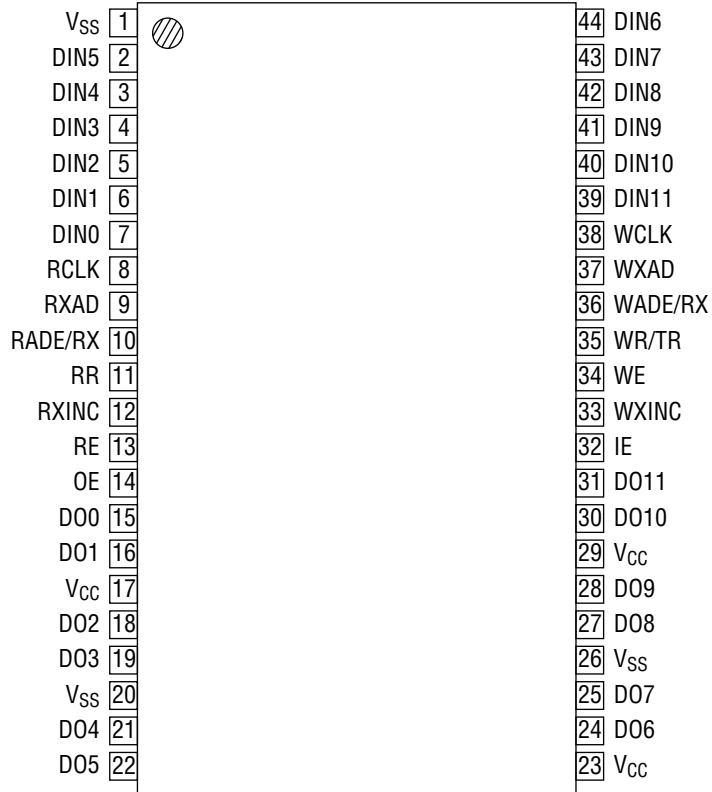 VSS 1 44 DIN6
DIN5 2 43 DIN7
DIN4 3 42 DIN8
DIN3 4 41 DIN9
DIN2 5 40 DIN10
DIN1 6 39 DIN11
DIN0 7 38 WCLK
RCLK 8 37 WXAD
RXAD 9 36 WADE/RX
RADE/RX 10 35 WR/TR
RR 11 34 WE
RXINC 12 33 WXINC
RE 13 32 IE
OE 14 31 DO11
DO0 15 30 DO10
DO1 16 29 VCC
VCC 17 28 DO9
DO2 18 27 DO8
DO3 19 26 VSS
VSS 20 25 DO7
DO4 21 24 DO6
DO5 22 23 VCC